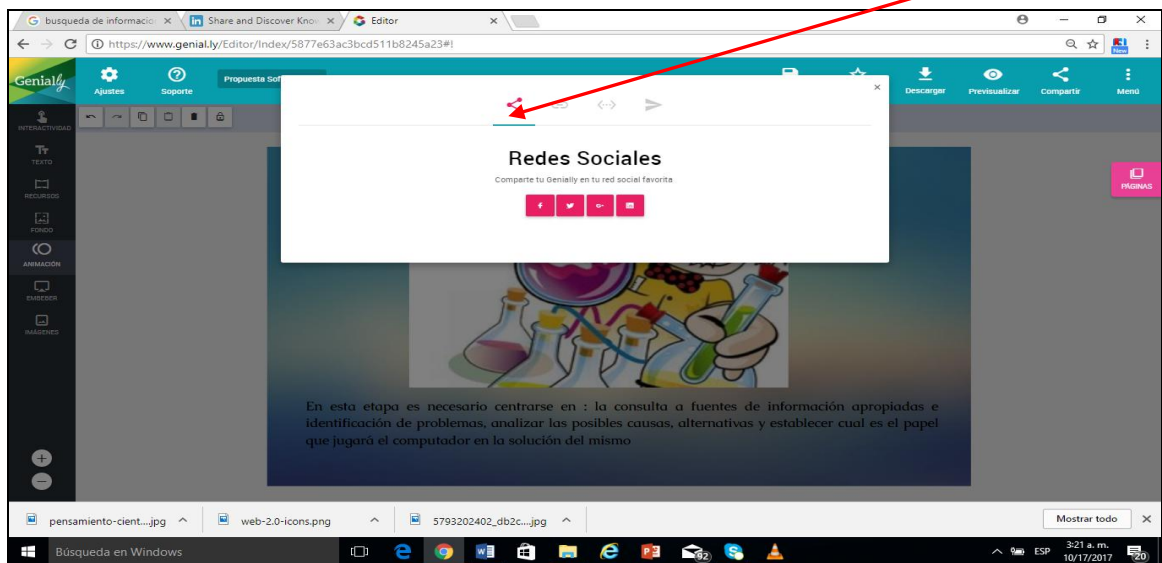 busqueda de informacion
Share and Discover Know
Editor
https://www.genial.ly/Editor/Index/5877e63ac3bcd511b8245a23#!
New
Genially
Ajustes
Soporte
Propuesta Sof
Descargar
Previsualizar
Compartir
Menú
INTERACTIVIDAD
TEXTO
RECURSOS
FONDO
ANIMACIÓN
EMBEBER
IMÁGENES
PÁGINAS
Redes Sociales
Comparte tu Genially en tu red social favorita
En esta etapa es necesario centrarse en : la consulta a fuentes de información apropiadas e
identificación de problemas, analizar las posibles causas, alternativas y establecer cual es el papel
que jugará el computador en la solución del mismo
pensamiento-cient....jpg
web-2.0-icons.png
5793202402_db2c....jpg
Mostrar todo
Búsqueda en Windows
92
ESP
3:21 a. m.
10/17/2017
20